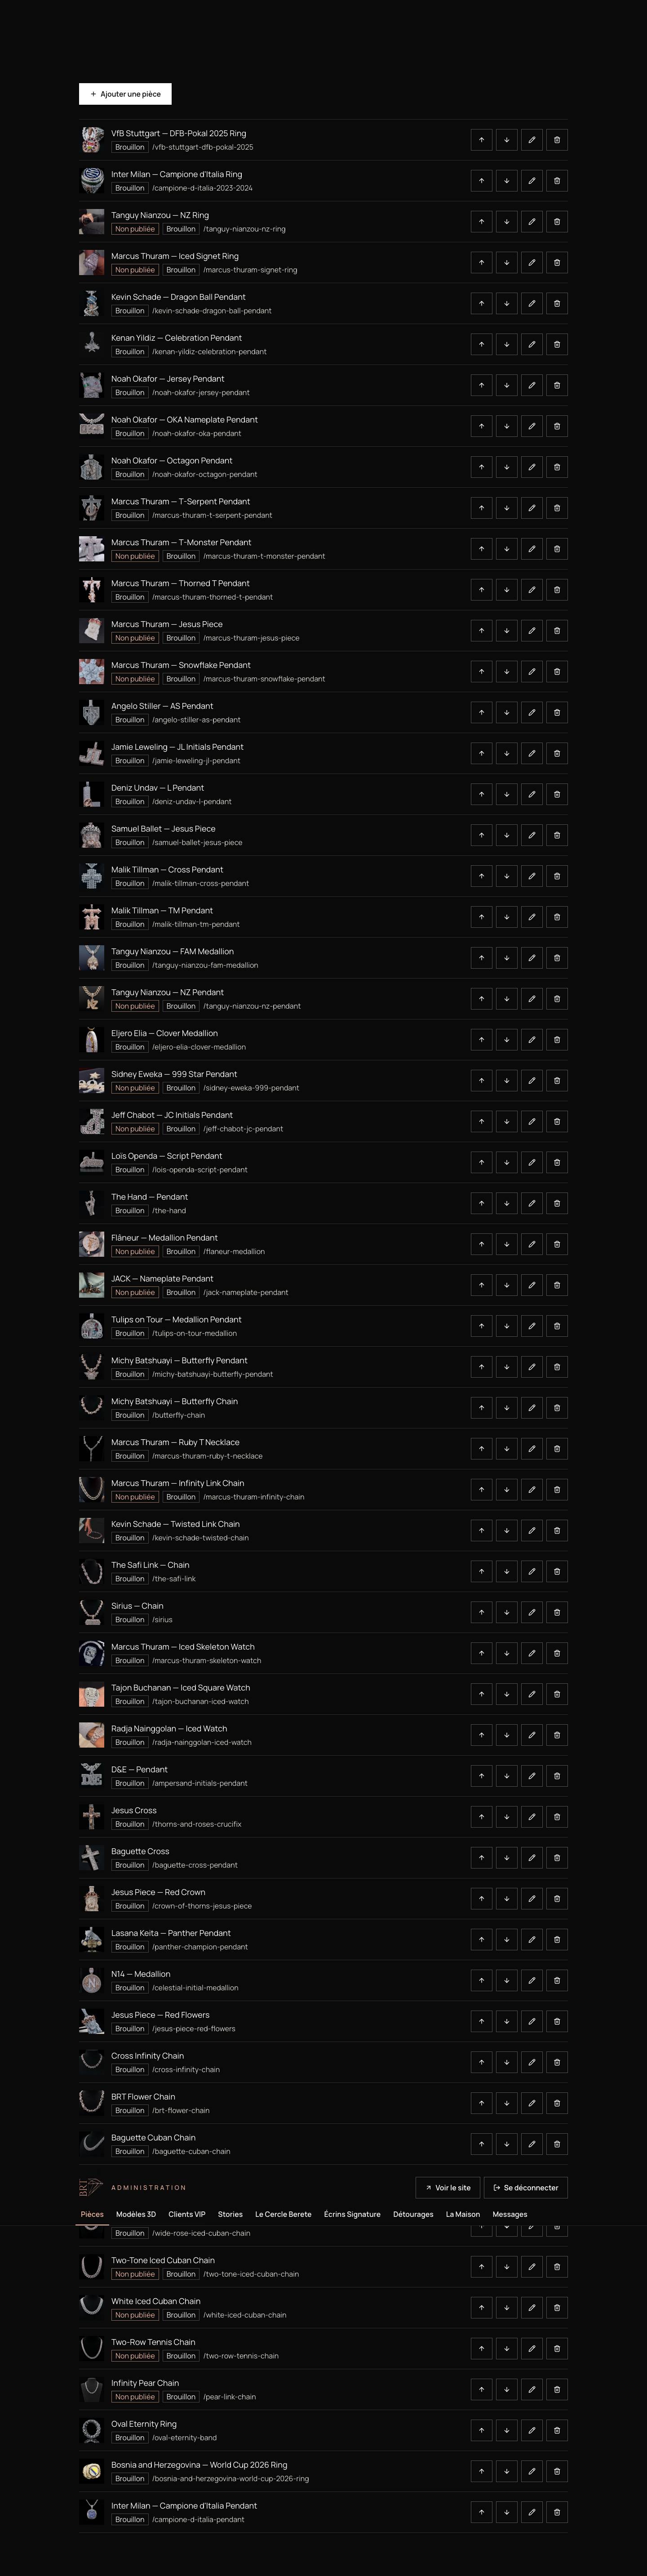 + Ajouter une pièce
VfB Stuttgart — DFB-Pokal 2025 Ring
Brouillon /vfb-stuttgart-dfb-pokal-2025
Inter Milan — Campione d'Italia Ring
Brouillon /campione-d-italia-2023-2024
Tanguy Nianzou — NZ Ring
Non publiée Brouillon /tanguy-nianzou-nz-ring
Marcus Thuram — Iced Signet Ring
Non publiée Brouillon /marcus-thuram-signet-ring
Kevin Schade — Dragon Ball Pendant
Brouillon /kevin-schade-dragon-ball-pendant
Kenan Yildiz — Celebration Pendant
Brouillon /kenan-yildiz-celebration-pendant
Noah Okafor — Jersey Pendant
Brouillon /noah-okafor-jersey-pendant
Noah Okafor — OKA Nameplate Pendant
Brouillon /noah-okafor-oka-pendant
Noah Okafor — Octagon Pendant
Brouillon /noah-okafor-octagon-pendant
Marcus Thuram — T-Serpent Pendant
Brouillon /marcus-thuram-t-serpent-pendant
Marcus Thuram — T-Monster Pendant
Non publiée Brouillon /marcus-thuram-t-monster-pendant
Marcus Thuram — Thorned T Pendant
Brouillon /marcus-thuram-thorned-t-pendant
Marcus Thuram — Jesus Piece
Non publiée Brouillon /marcus-thuram-jesus-piece
Marcus Thuram — Snowflake Pendant
Non publiée Brouillon /marcus-thuram-snowflake-pendant
Angelo Stiller — AS Pendant
Brouillon /angelo-stiller-as-pendant
Jamie Leweling — JL Initials Pendant
Brouillon /jamie-leweling-jl-pendant
Deniz Undav — L Pendant
Brouillon /deniz-undav-l-pendant
Samuel Ballet — Jesus Piece
Brouillon /samuel-ballet-jesus-piece
Malik Tillman — Cross Pendant
Brouillon /malik-tillman-cross-pendant
Malik Tillman — TM Pendant
Brouillon /malik-tillman-tm-pendant
Tanguy Nianzou — FAM Medallion
Brouillon /tanguy-nianzou-fam-medallion
Tanguy Nianzou — NZ Pendant
Non publiée Brouillon /tanguy-nianzou-nz-pendant
Eljero Elia — Clover Medallion
Brouillon /eljero-elia-clover-medallion
Sidney Eweka — 999 Star Pendant
Non publiée Brouillon /sidney-eweka-999-pendant
Jeff Chabot — JC Initials Pendant
Non publiée Brouillon /jeff-chabot-jc-pendant
Loïs Openda — Script Pendant
Brouillon /lois-openda-script-pendant
The Hand — Pendant
Brouillon /the-hand
Flâneur — Medallion Pendant
Non publiée Brouillon /flaneur-medallion
JACK — Nameplate Pendant
Non publiée Brouillon /jack-nameplate-pendant
Tulips on Tour — Medallion Pendant
Brouillon /tulips-on-tour-medallion
Michy Batshuayi — Butterfly Pendant
Brouillon /michy-batshuayi-butterfly-pendant
Michy Batshuayi — Butterfly Chain
Brouillon /butterfly-chain
Marcus Thuram — Ruby T Necklace
Brouillon /marcus-thuram-ruby-t-necklace
Marcus Thuram — Infinity Link Chain
Non publiée Brouillon /marcus-thuram-infinity-chain
Kevin Schade — Twisted Link Chain
Brouillon /kevin-schade-twisted-chain
The Safi Link — Chain
Brouillon /the-safi-link
Sirius — Chain
Brouillon /sirius
Marcus Thuram — Iced Skeleton Watch
Brouillon /marcus-thuram-skeleton-watch
Tajon Buchanan — Iced Square Watch
Brouillon /tajon-buchanan-iced-watch
Radja Nainggolan — Iced Watch
Brouillon /radja-nainggolan-iced-watch
D&E — Pendant
Brouillon /ampersand-initials-pendant
Jesus Cross
Brouillon /thorns-and-roses-crucifix
Baguette Cross
Brouillon /baguette-cross-pendant
Jesus Piece — Red Crown
Brouillon /crown-of-thorns-jesus-piece
Lasana Keita — Panther Pendant
Brouillon /panther-champion-pendant
N14 — Medallion
Brouillon /celestial-initial-medallion
Jesus Piece — Red Flowers
Brouillon /jesus-piece-red-flowers
Cross Infinity Chain
Brouillon /cross-infinity-chain
BRT Flower Chain
Brouillon /brt-flower-chain
Baguette Cuban Chain
Brouillon /baguette-cuban-chain
BRT ADMINISTRATION Voir le site Se déconnecter
Pièces Modèles 3D Clients VIP Stories Le Cercle Berete Écrins Signature Détourages La Maison Messages
Brouillon /wide-rose-iced-cuban-chain
Two-Tone Iced Cuban Chain
Non publiée Brouillon /two-tone-iced-cuban-chain
White Iced Cuban Chain
Non publiée Brouillon /white-iced-cuban-chain
Two-Row Tennis Chain
Non publiée Brouillon /two-row-tennis-chain
Infinity Pear Chain
Non publiée Brouillon /pear-link-chain
Oval Eternity Ring
Brouillon /oval-eternity-band
Bosnia and Herzegovina — World Cup 2026 Ring
Brouillon /bosnia-and-herzegovina-world-cup-2026-ring
Inter Milan — Campione d'Italia Pendant
Brouillon /campione-d-italia-pendant